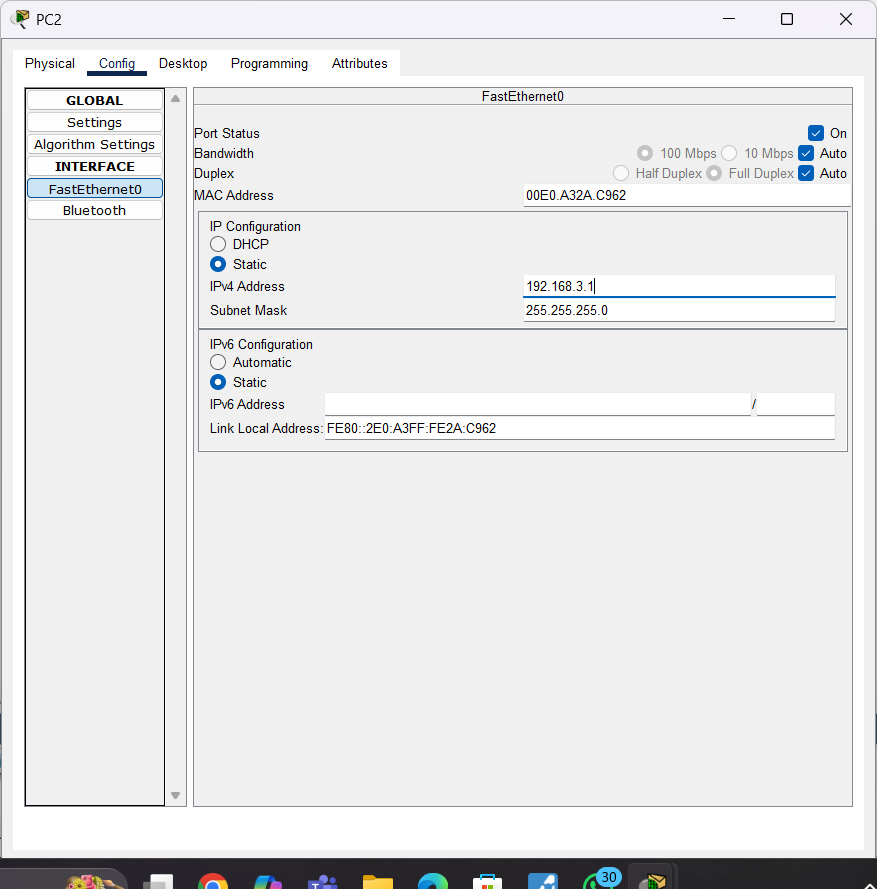 PC2
Physical Config Desktop Programming Attributes
GLOBAL
Settings
Algorithm Settings
INTERFACE
FastEthernet0
Bluetooth
FastEthernet0
Port Status On
Bandwidth 100 Mbps 10 Mbps Auto
Duplex Half Duplex Full Duplex Auto
MAC Address 00E0.A32A.C962
IP Configuration
DHCP
Static
IPv4 Address 192.168.3.1
Subnet Mask 255.255.255.0
IPv6 Configuration
Automatic
Static
IPv6 Address /
Link Local Address: FE80::2E0:A3FF:FE2A:C962
30